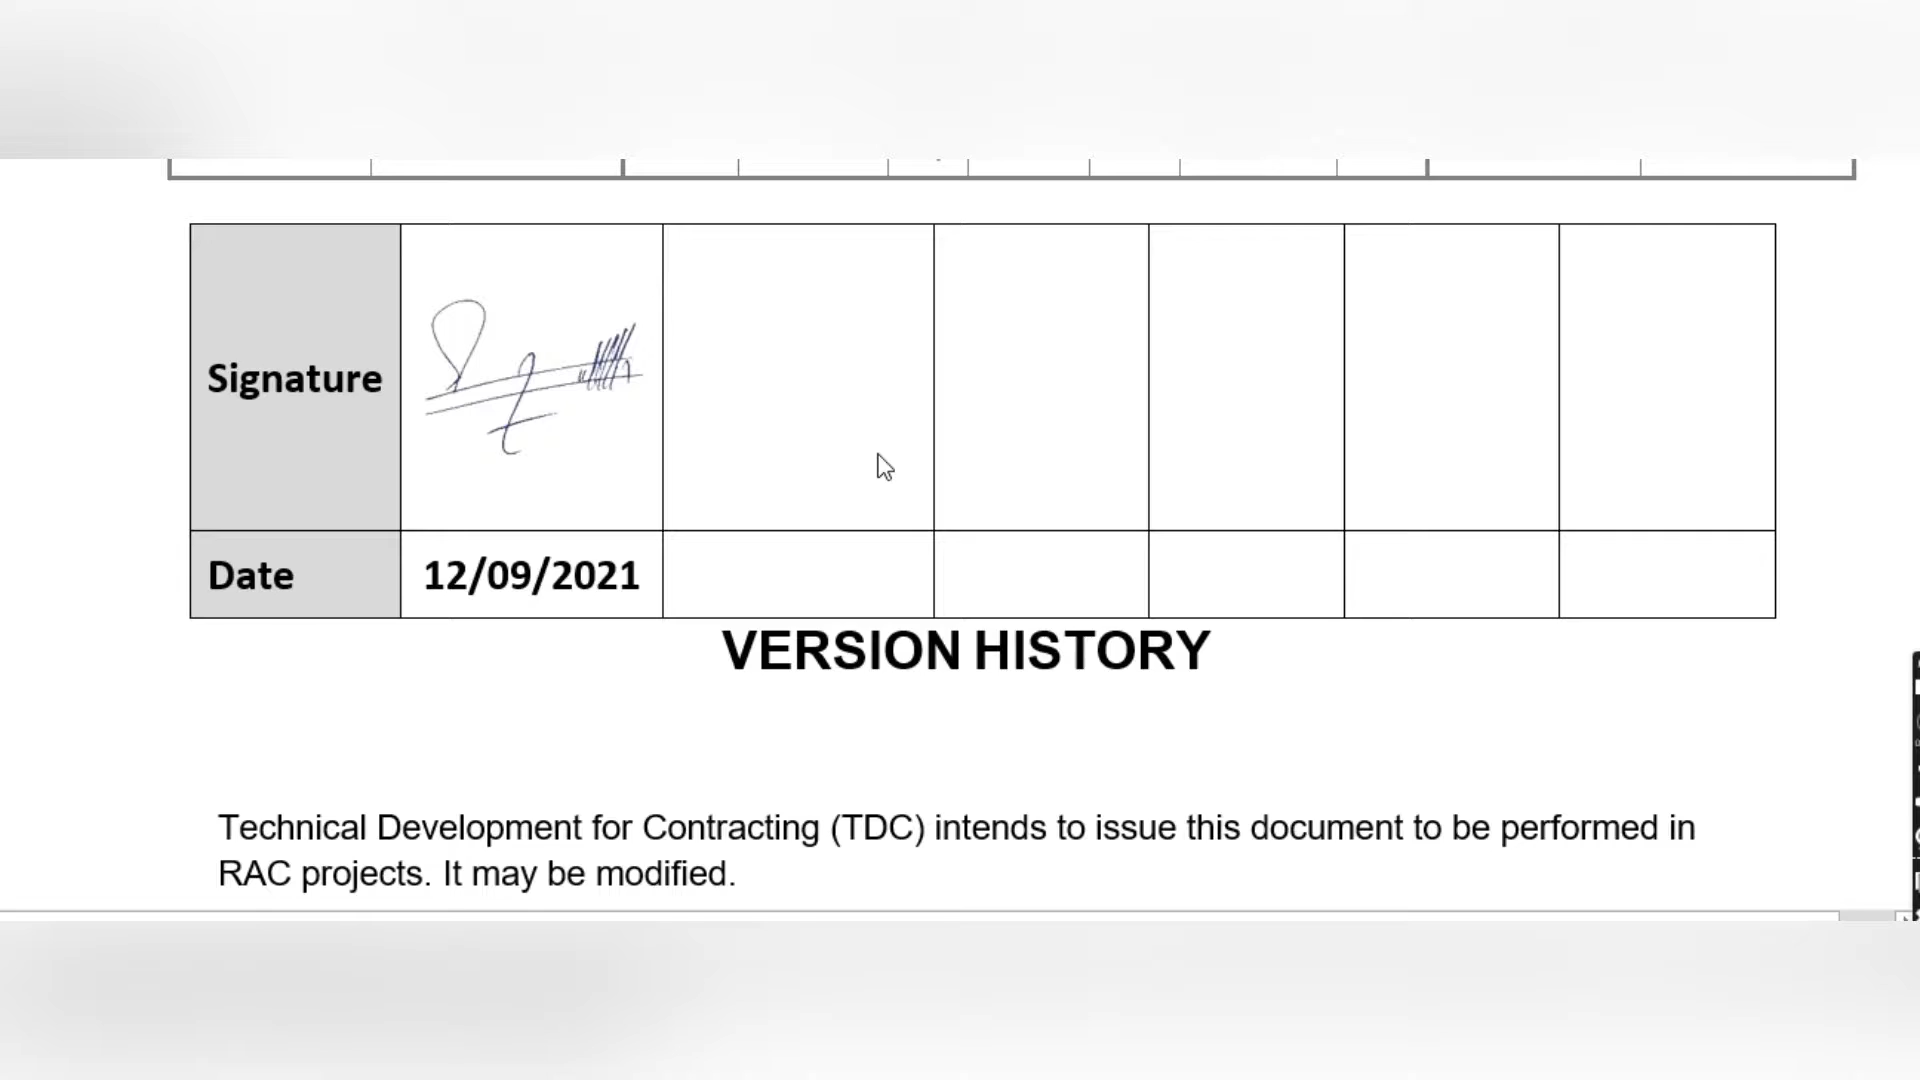 Signature
Date 12/09/2021
VERSION HISTORY
Technical Development for Contracting (TDC) intends to issue this document to be performed in
RAC projects. It may be modified.